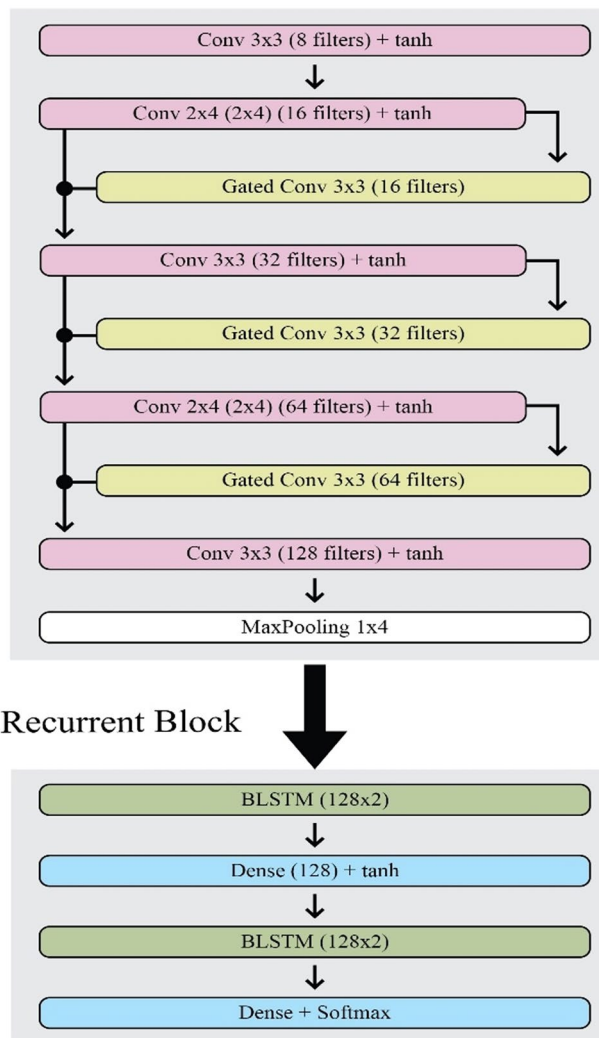 Conv 3x3 (8 filters) + tanh
Conv 2x4 (2x4) (16 filters) + tanh
Gated Conv 3x3 (16 filters)
Conv 3x3 (32 filters) + tanh
Gated Conv 3x3 (32 filters)
Conv 2x4 (2x4) (64 filters) + tanh
Gated Conv 3x3 (64 filters)
Conv 3x3 (128 filters) + tanh
MaxPooling 1x4
Recurrent Block
BLSTM (128x2)
Dense (128) + tanh
BLSTM (128x2)
Dense + Softmax